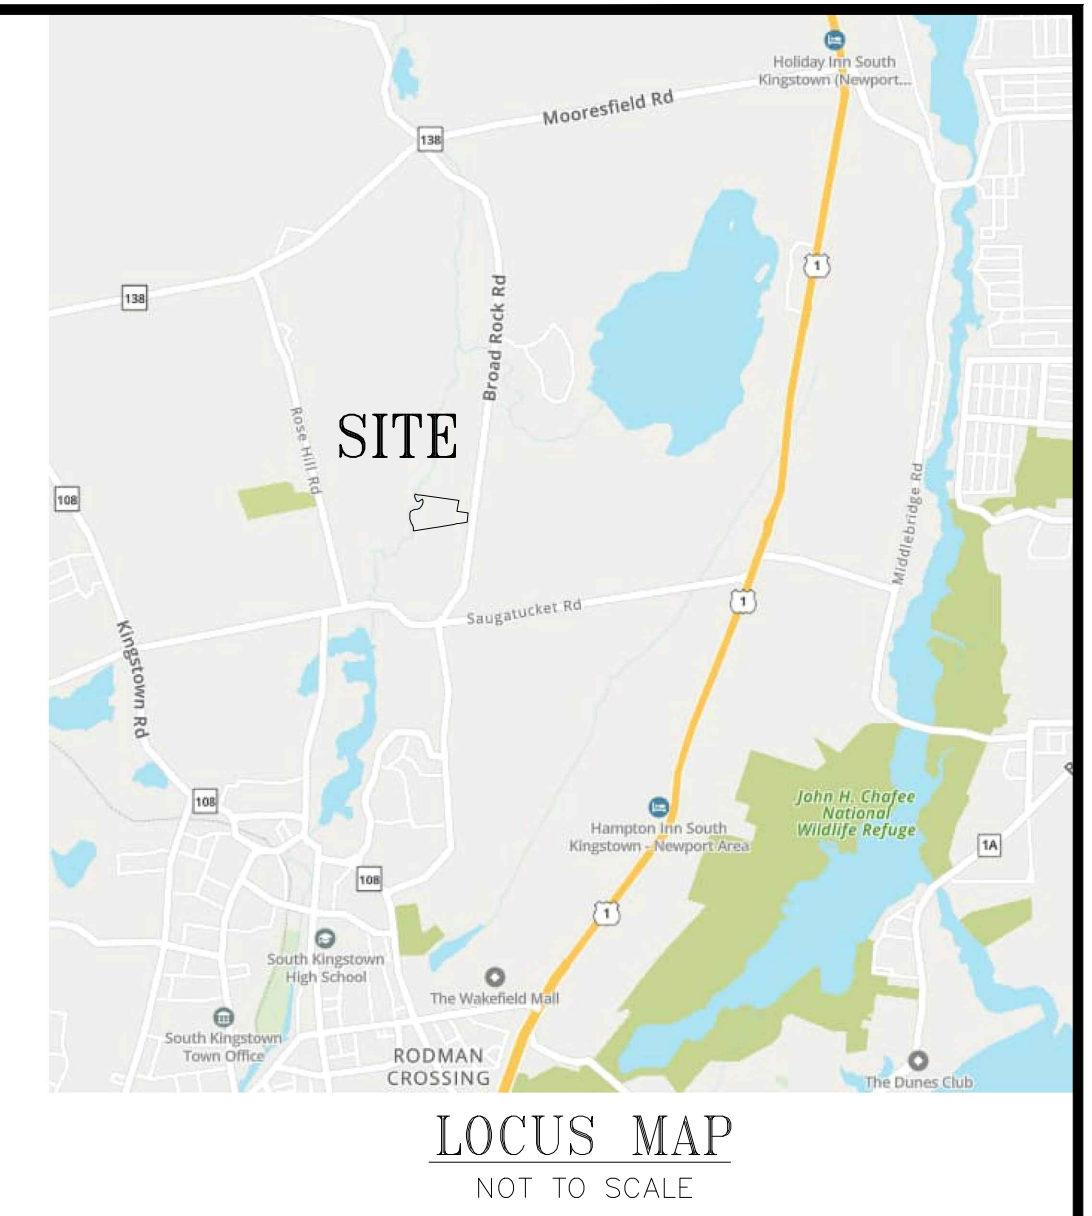 Holiday Inn South
Kingstown (Newport...
Mooresfield Rd
138
1
138
Broad Rock Rd
Rose Hill Rd
SITE
108
Middlebridge Rd
Saugatucket Rd
1
Kingstown Rd
108
John H. Chafee
National
Wildlife Refuge
Hampton Inn South
Kingstown - Newport Area
1A
108
1
South Kingstown
High School
The Wakefield Mall
South Kingstown
Town Office
RODMAN
CROSSING
The Dunes Club
LOCUS MAP
NOT TO SCALE